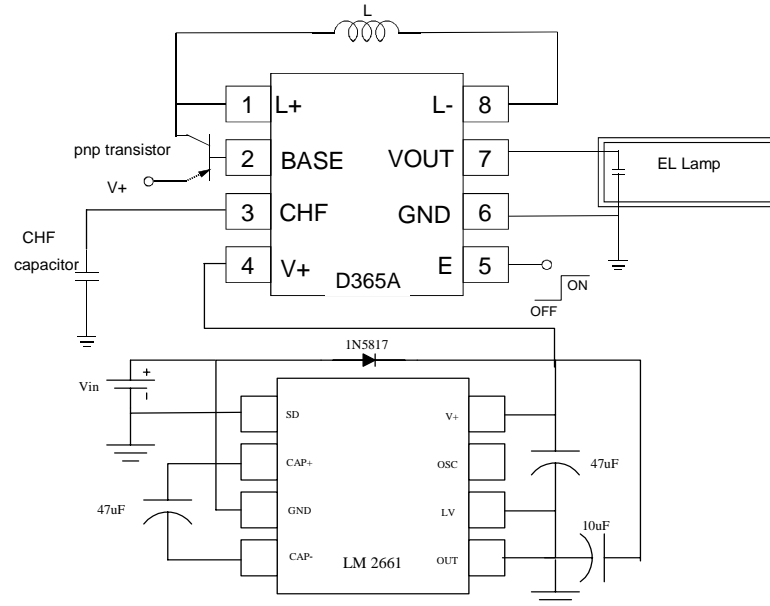 L
1 L+ L- 8
pnp transistor
2 BASE VOUT 7
EL Lamp
V+
3 CHF GND 6
CHF
capacitor
4 V+ E 5
D365A
ON
OFF
1N5817
+
Vin
-
SD V+
CAP+ OSC
47uF
47uF
GND LV
10uF
CAP- LM 2661 OUT